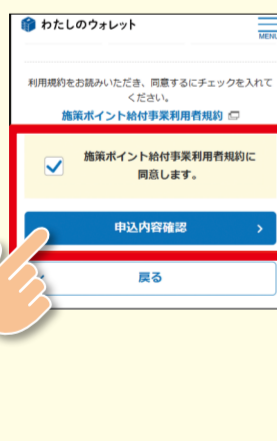 わたしのウォレット
MENU
利用規約をお読みいただき、同意するにチェックを入れて
ください。
施策ポイント給付事業利用者規約
施策ポイント給付事業利用者規約に
同意します。
申込内容確認
戻る